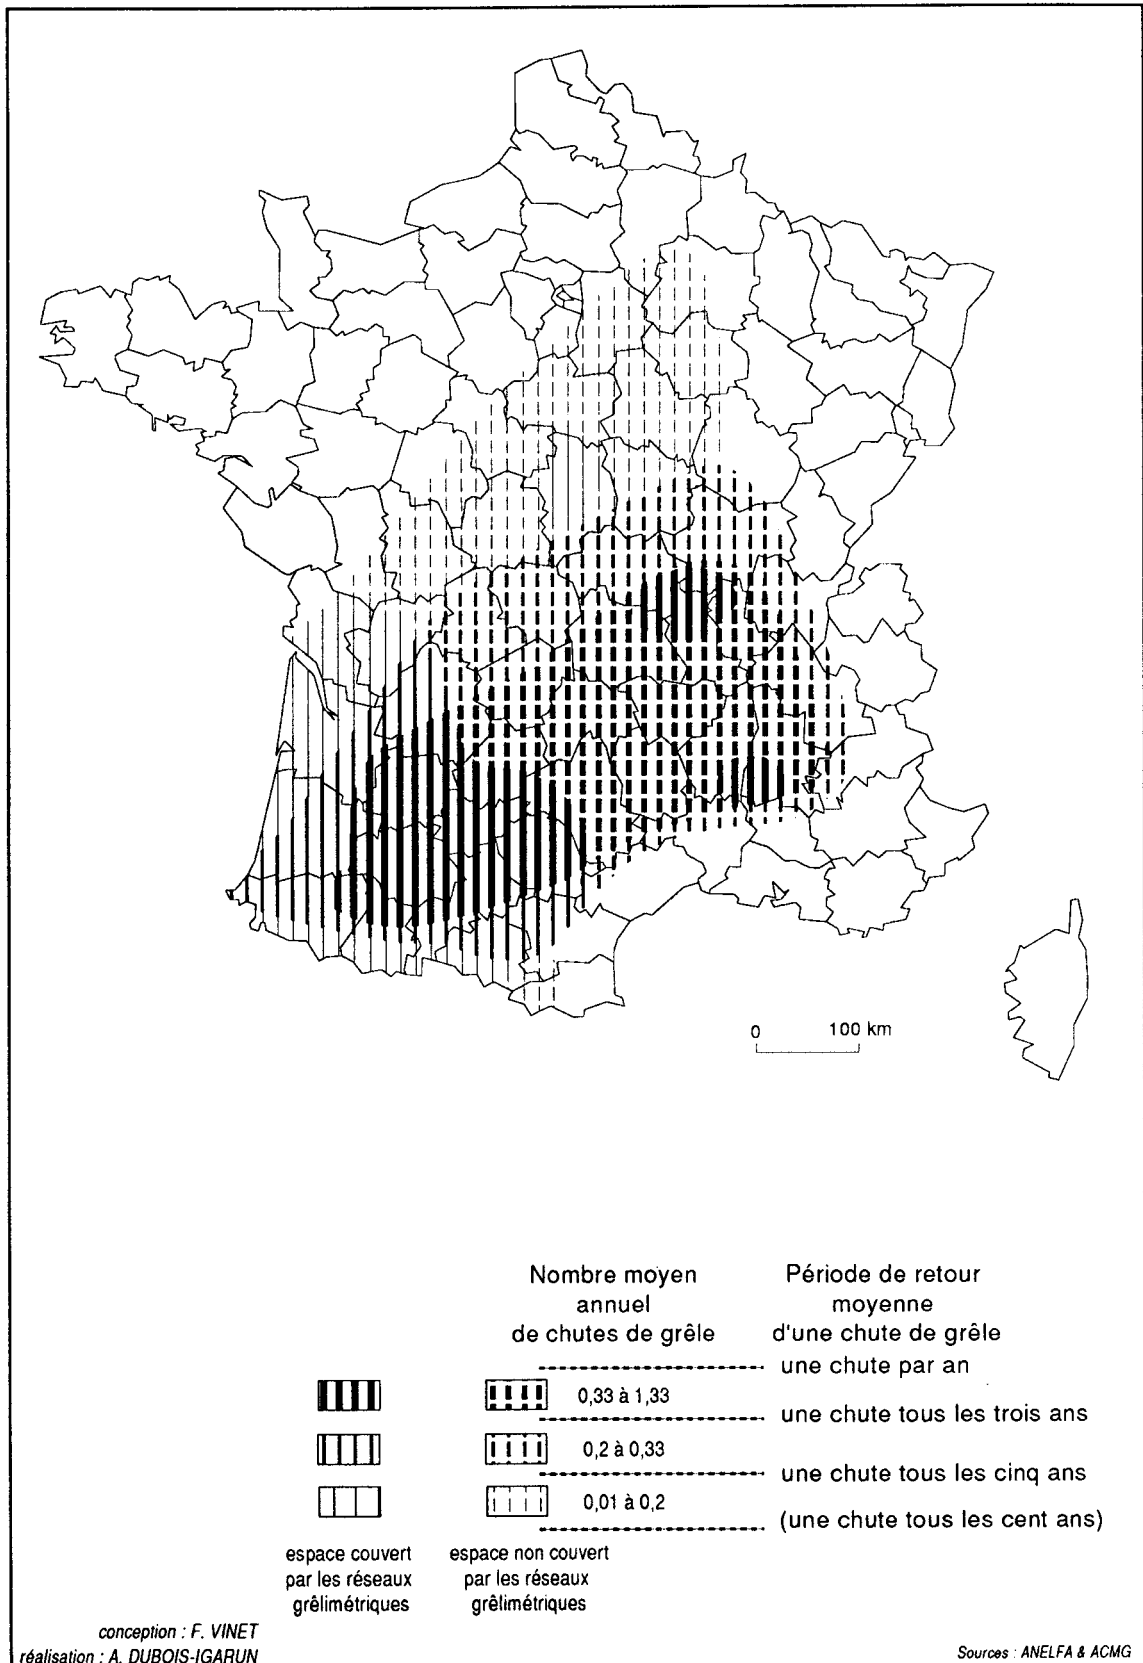 0 100 km
Nombre moyen
annuel
de chutes de grêle
Période de retour
moyenne
d'une chute de grêle
une chute par an
0,33 à 1,33
une chute tous les trois ans
0,2 à 0,33
une chute tous les cinq ans
0,01 à 0,2
(une chute tous les cent ans)
espace couvert
par les réseaux
grêlimétriques
espace non couvert
par les réseaux
grêlimétriques
conception : F. VINET
réalisation : A. DUBOIS-IGARUN
Sources : ANELFA & ACMG